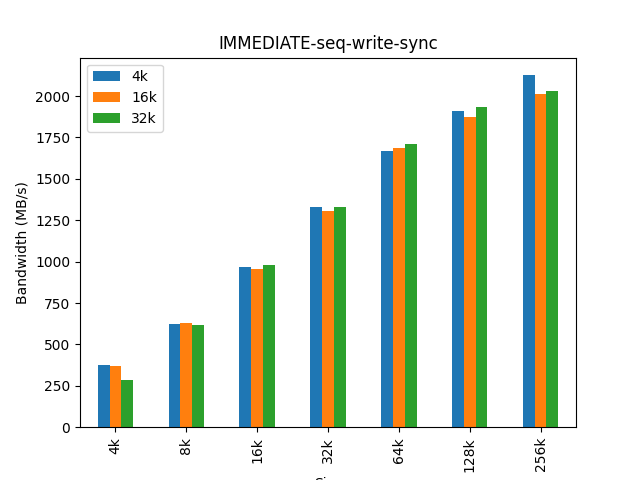 IMMEDIATE-seq-write-sync
4k
16k
32k
Bandwidth (MB/s)
2000
1750
1500
1250
1000
750
500
250
0
4k
8k
16k
32k
64k
128k
256k